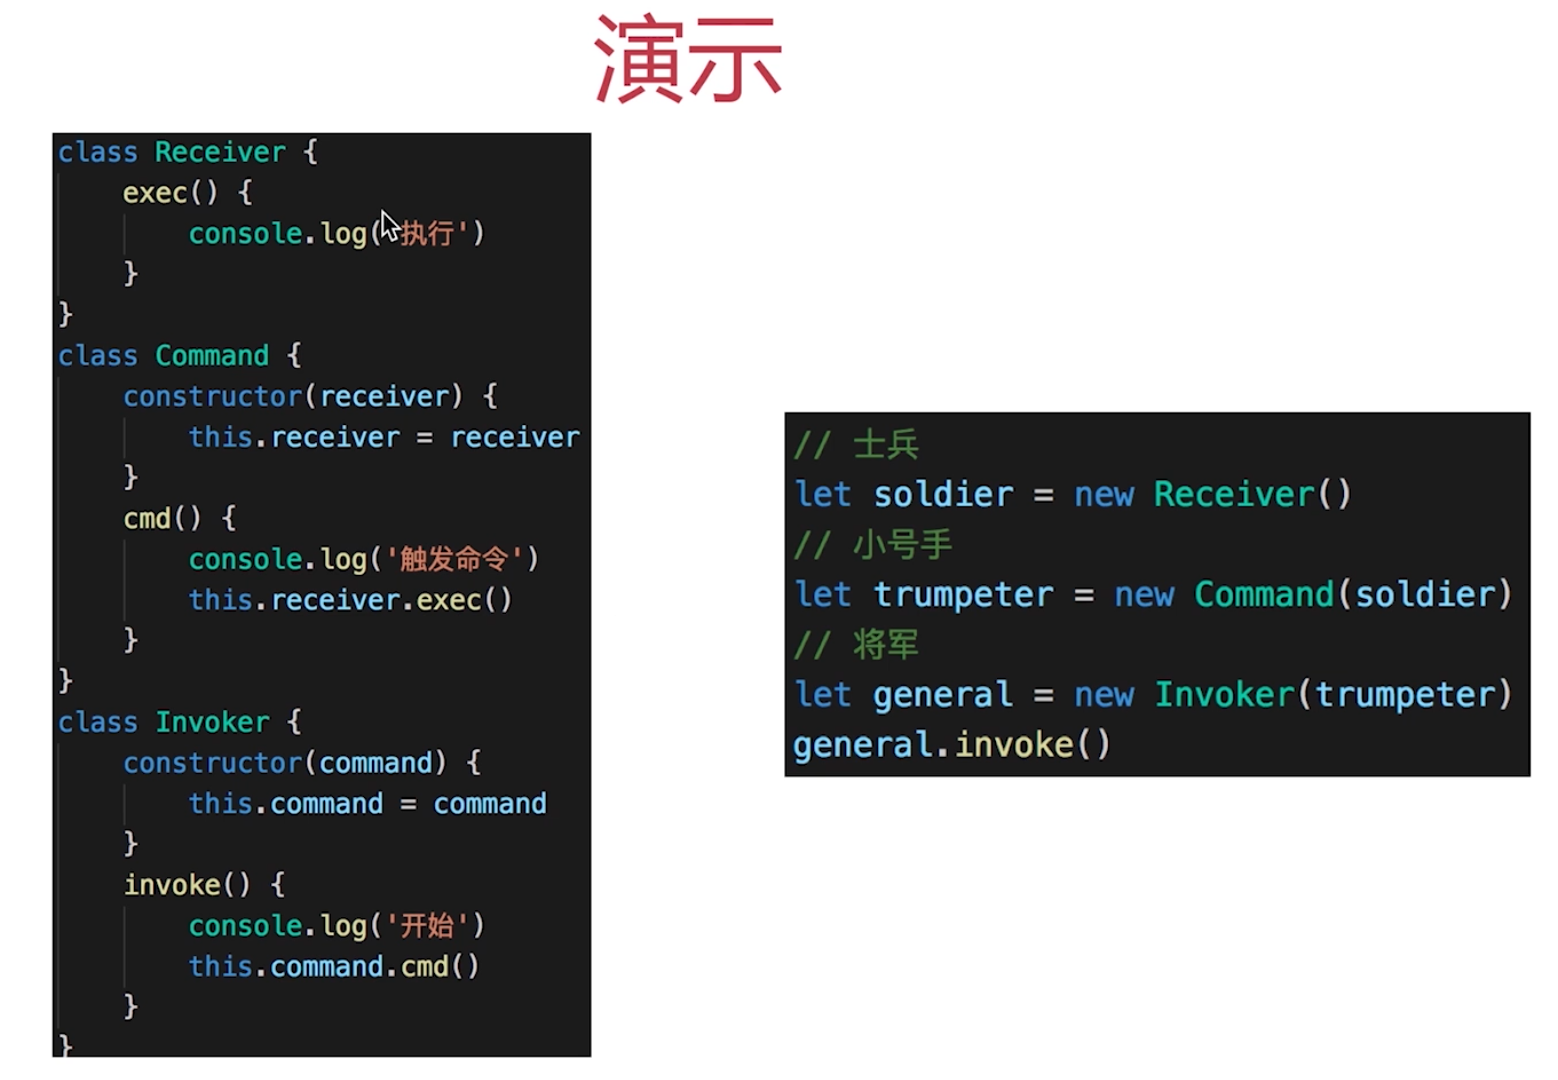 演示
class Receiver {
    exec() {
        console.log('执行')
    }
}
class Command {
    constructor(receiver) {
        this.receiver = receiver
    }
    cmd() {
        console.log('触发命令')
        this.receiver.exec()
    }
}
class Invoker {
    constructor(command) {
        this.command = command
    }
    invoke() {
        console.log('开始')
        this.command.cmd()
    }
}
// 士兵
let soldier = new Receiver()
// 小号手
let trumpeter = new Command(soldier)
// 将军
let general = new Invoker(trumpeter)
general.invoke()